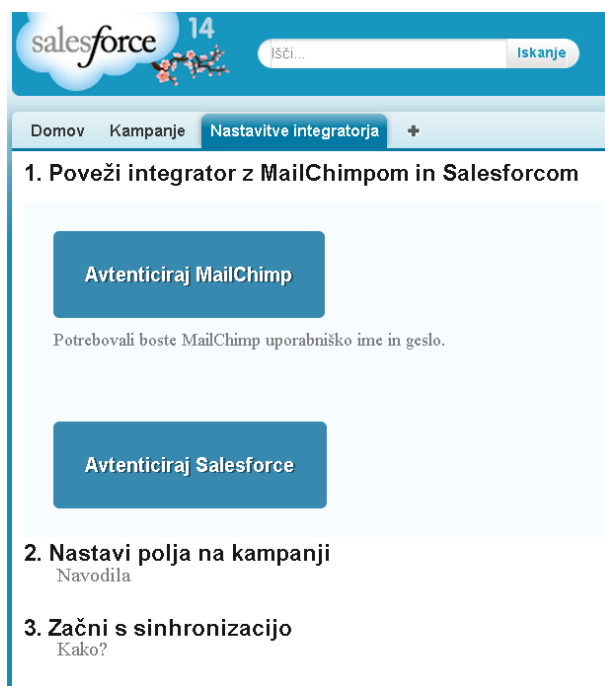 salesforce
14
Išči...
Iskanje
Domov Kampanje Nastavitve integratorja +
1. Poveži integrator z MailChimpom in Salesforcom
Avtenticiraj MailChimp
Potrebovali boste MailChimp uporabniško ime in geslo.
Avtenticiraj Salesforce
2. Nastavi polja na kampanji
Navodila
3. Začni s sinhronizacijo
Kako?